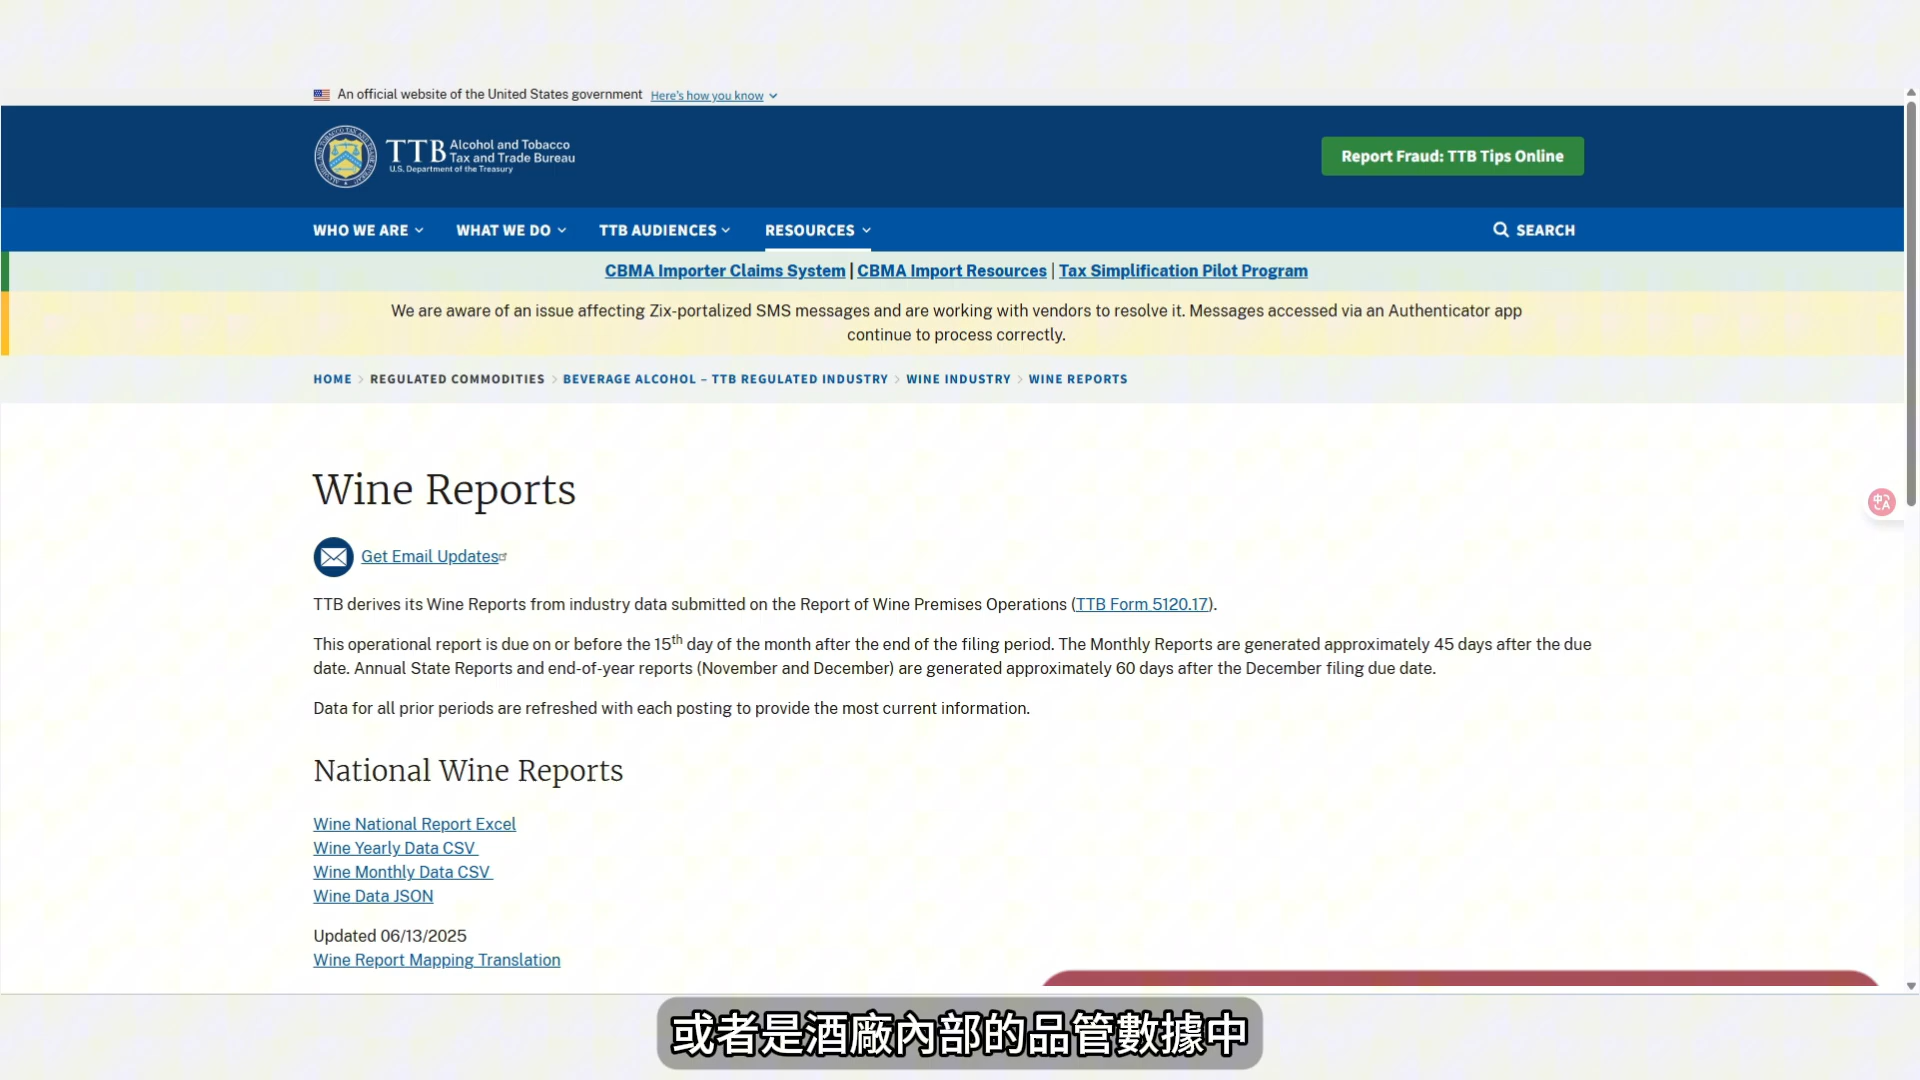 An official website of the United States government Here's how you know
TTB Alcohol and Tobacco
Tax and Trade Bureau
U.S. Department of the Treasury
Report Fraud: TTB Tips Online
WHO WE ARE WHAT WE DO TTB AUDIENCES RESOURCES SEARCH
CBMA Importer Claims System | CBMA Import Resources | Tax Simplification Pilot Program
We are aware of an issue affecting Zix-portalized SMS messages and are working with vendors to resolve it. Messages accessed via an Authenticator app
continue to process correctly.
HOME > REGULATED COMMODITIES > BEVERAGE ALCOHOL – TTB REGULATED INDUSTRY > WINE INDUSTRY > WINE REPORTS
Wine Reports
Get Email Updates
TTB derives its Wine Reports from industry data submitted on the Report of Wine Premises Operations (TTB Form 5120.17).
This operational report is due on or before the 15th day of the month after the end of the filing period. The Monthly Reports are generated approximately 45 days after the due
date. Annual State Reports and end-of-year reports (November and December) are generated approximately 60 days after the December filing due date.
Data for all prior periods are refreshed with each posting to provide the most current information.
National Wine Reports
Wine National Report Excel
Wine Yearly Data CSV
Wine Monthly Data CSV
Wine Data JSON
Updated 06/13/2025
Wine Report Mapping Translation
或者是酒廠內部的品管數據中